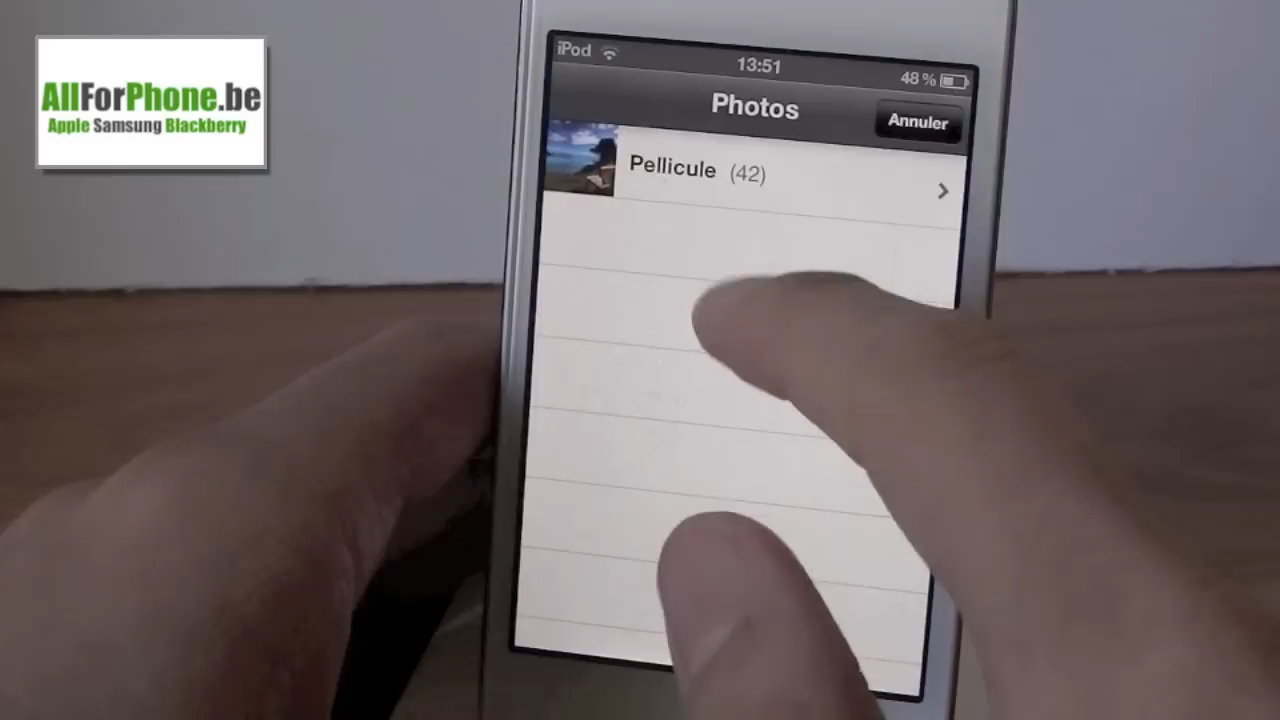 AllForPhone.be
Apple Samsung Blackberry
iPod 13:51 48 %
Photos
Annuler
Pellicule (42)